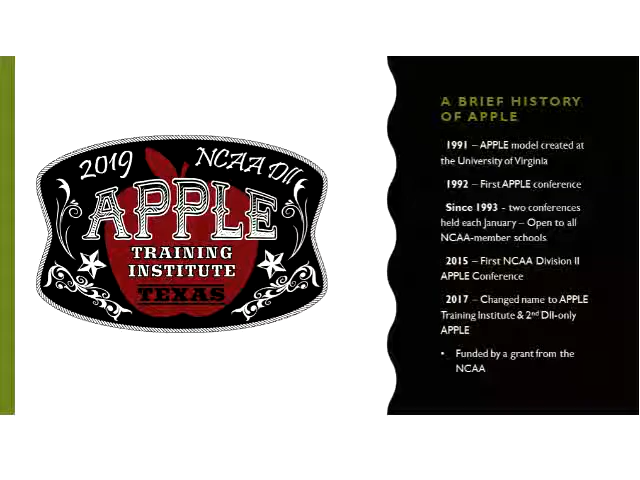 2019 NCAA DII
APPLE
TRAINING
INSTITUTE
TEXAS
A BRIEF HISTORY
OF APPLE
1991 – APPLE model created at
the University of Virginia
1992 – First APPLE conference
Since 1993 - two conferences
held each January – Open to all
NCAA-member schools
2015 – First NCAA Division II
APPLE Conference
2017 – Changed name to APPLE
Training Institute & 2nd DII-only
APPLE
• Funded by a grant from the
NCAA